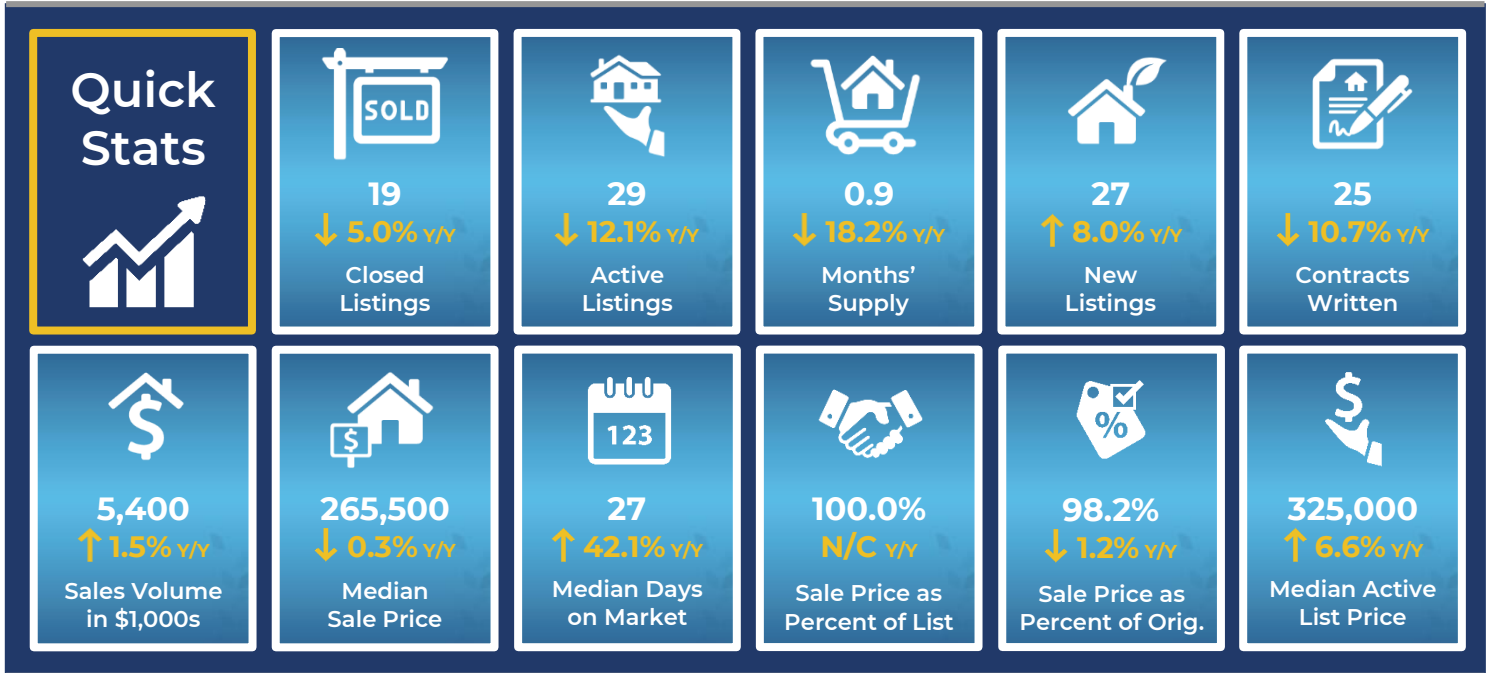 Quick
Stats
SOLD
19
↓ 5.0% Y/Y
Closed
Listings
29
↓ 12.1% Y/Y
Active
Listings
0.9
↓ 18.2% Y/Y
Months’
Supply
27
↑ 8.0% Y/Y
New
Listings
25
↓ 10.7% Y/Y
Contracts
Written
$
5,400
↑ 1.5% Y/Y
Sales Volume
in $1,000s
$
265,500
↓ 0.3% Y/Y
Median
Sale Price
123
27
↑ 42.1% Y/Y
Median Days
on Market
100.0%
N/C Y/Y
Sale Price as
Percent of List
%
98.2%
↓ 1.2% Y/Y
Sale Price as
Percent of Orig.
$
325,000
↑ 6.6% Y/Y
Median Active
List Price